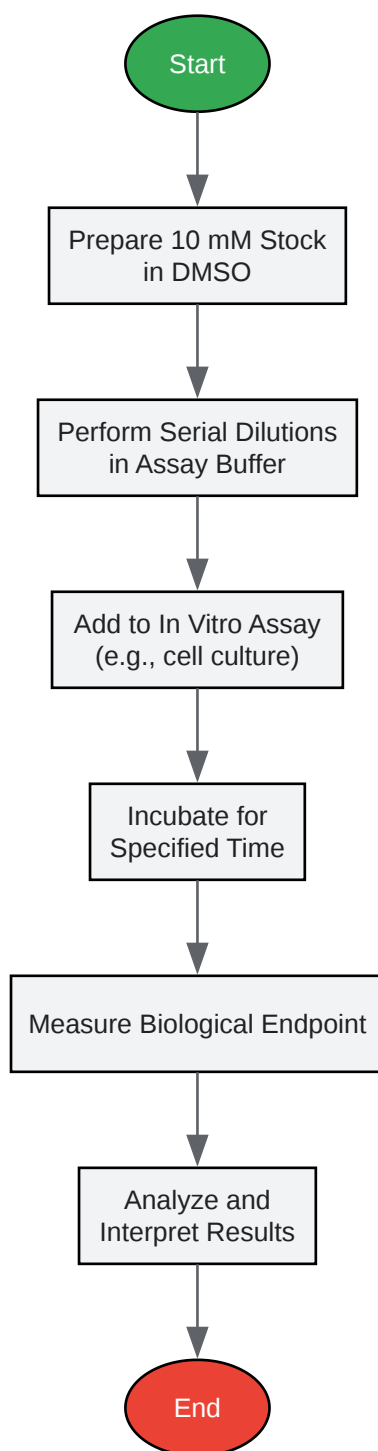 Start
Prepare 10 mM Stock
in DMSO
Perform Serial Dilutions
in Assay Buffer
Add to In Vitro Assay
(e.g., cell culture)
Incubate for
Specified Time
Measure Biological Endpoint
Analyze and
Interpret Results
End